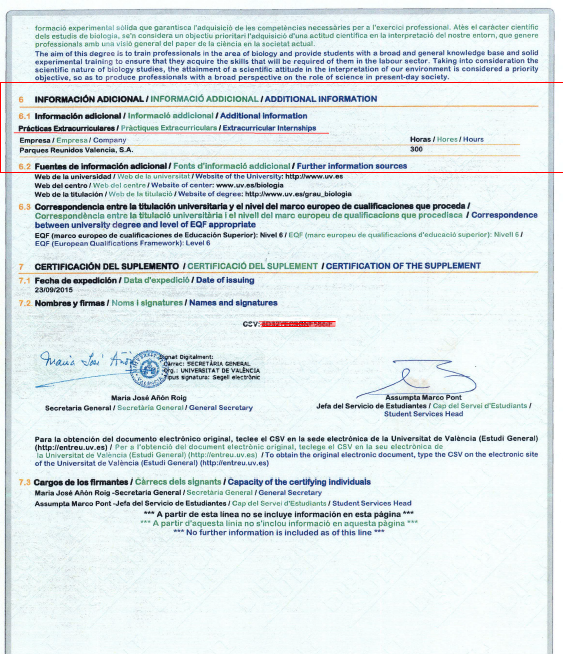 formació experimental sòlida que garantisca l'adquisició de les competències necessàries per a l'exercici professional. Atés el caràcter científic
dels estudis de biologia, se'n considera un objectiu prioritari l'adquisició d'una actitud científica en la interpretació del nostre entorn, que genere
professionals amb una visió general del paper de la ciència en la societat actual.
The aim of this degree is to train professionals in the area of biology and provide students with a broad and general knowledge base and solid
experimental training to ensure that they acquire the skills that will be required of them in the labour sector. Taking into consideration the
scientific nature of biology studies, the attainment of a scientific attitude in the interpretation of our environment is considered a priority
objective, so as to produce professionals with a broad perspective on the role of science in present-day society.
6 INFORMACIÓN ADICIONAL / INFORMACIÓ ADDICIONAL / ADDITIONAL INFORMATION
6.1 Información adicional / Informació addicional / Additional information
Prácticas Extracurriculares / Pràctiques Extracurriculars / Extracurricular Internships
Empresa / Empresa / Company Horas / Hores / Hours
Parques Reunidos Valencia, S.A. 300
6.2 Fuentes de información adicional / Fonts d'informació addicional / Further information sources
Web de la universidad / Web de la universitat / Website of the University: http://www.uv.es
Web del centro / Web del centre / Website of center: www.uv.es/biologia
Web de la titulación / Web de la titulació / Website of degree: http://www.uv.es/grau_biologia
6.3 Correspondencia entre la titulación universitaria y el nivel del marco europeo de cualificaciones que proceda /
Correspondència entre la titulació universitària i el nivell del marc europeu de qualificacions que procedisca / Correspondence
between university degree and level of EQF appropriate
EQF (marco europeo de cualificaciones de Educación Superior): Nivel 6 / EQF (marc europeu de qualificacions d'educació superior): Nivell 6 /
EQF (European Qualifications Framework): Level 6
7 CERTIFICACIÓN DEL SUPLEMENTO / CERTIFICACIÓ DEL SUPLEMENT / CERTIFICATION OF THE SUPPLEMENT
7.1 Fecha de expedición / Data d'expedició / Date of issuing
23/09/2015
7.2 Nombres y firmas / Noms i signatures / Names and signatures
CSV:
Maria José Añón
Signat Digitalment:
Càrrec: SECRETÀRIA GENERAL
Org.: UNIVERSITAT DE VALÈNCIA
Tipus signatura: Segell electrònic
María José Añón Roig
Secretaria General / Secretària General / General Secretary
Assumpta Marco Pont
Jefa del Servicio de Estudiantes / Cap del Servei d'Estudiants /
Student Services Head
Para la obtención del documento electrónico original, teclee el CSV en la sede electrónica de la Universitat de València (Estudi General)
(http://entreu.uv.es) / Per a l'obtenció del document electrònic original, teclege el CSV en la seu electrònica de
la Universitat de València (Estudi General) (http://entreu.uv.es) / To obtain the original electronic document, type the CSV on the electronic site
of the Universitat de València (Estudi General) (http://entreu.uv.es)
7.3 Cargos de los firmantes / Càrrecs dels signants / Capacity of the certifying individuals
María José Añón Roig -Secretaria General / Secretària General / General Secretary
Assumpta Marco Pont -Jefa del Servicio de Estudiantes / Cap del Servei d'Estudiants / Student Services Head
*** A partir de esta línea no se incluye información en esta página ***
*** A partir d'aquesta línia no s'inclou informació en aquesta pàgina ***
*** No further information is included as of this line ***